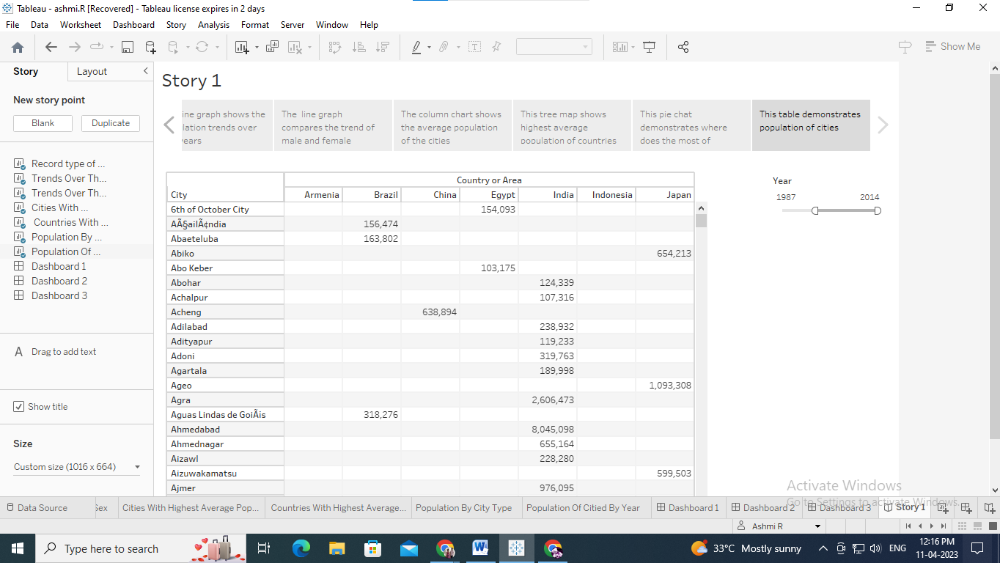 Tableau - ashmi.R [Recovered] - Tableau license expires in 2 days
File Data Worksheet Dashboard Story Analysis Format Server Window Help
Show Me
Story Layout
New story point
Blank Duplicate
Record type of ...
Trends Over Th...
Trends Over Th...
Cities With ...
Countries With ...
Population By ...
Population Of ...
Dashboard 1
Dashboard 2
Dashboard 3
A Drag to add text
Show title
Size
Custom size (1016 x 664)
Story 1
ine graph shows the
lation trends over
ears
The line graph
compares the trend of
male and female
The column chart shows
the average population
of the cities
This tree map shows
highest average
population of countries
This pie chat
demonstrates where
does the most of
This table demonstrates
population of cities
Country or Area
City Armenia Brazil China Egypt India Indonesia Japan
6th of October City 154,093
AÃ§ailÃ¢ndia 156,474
Abaeteluba 163,802
Abiko 654,213
Abo Keber 103,175
Abohar 124,339
Achalpur 107,316
Acheng 638,894
Adilabad 238,932
Adityapur 119,233
Adoni 319,763
Agartala 189,998
Ageo 1,093,308
Agra 2,606,473
Aguas Lindas de GoiÃis 318,276
Ahmedabad 8,045,098
Ahmednagar 655,164
Aizawl 228,280
Aizuwakamatsu 599,503
Ajmer 976,095
Year
1987 2014
Activate Windows
Go to Settings to activate Windows.
Data Source Sex Cities With Highest Average Pop... Countries With Highest Average... Population By City Type Population Of Citied By Year Dashboard 1 Dashboard 2 Dashboard 3 Story 1
Ashmi R
Type here to search
33°C Mostly sunny ENG
12:16 PM
11-04-2023